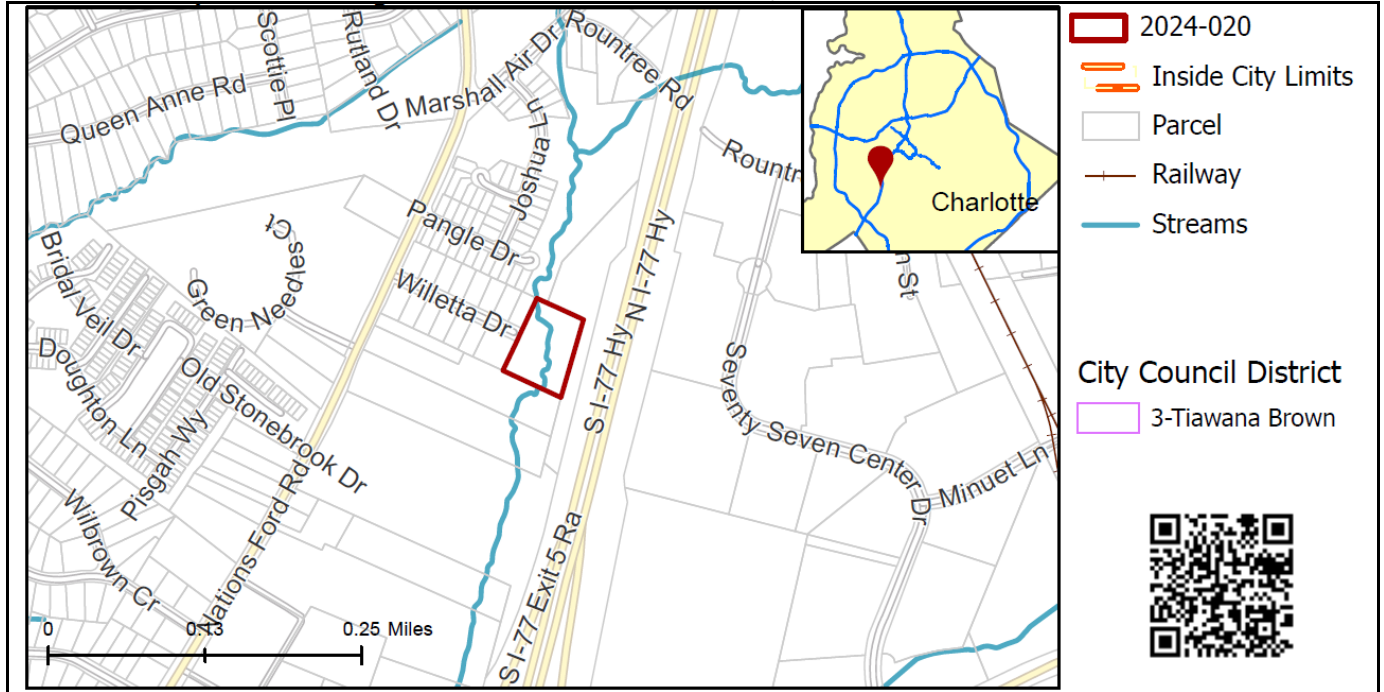 Scottie Pl
Rutland Dr
Marshall Air Dr
Rountree Rd
Queen Anne Rd
Joshua Ln
Rountr
Charlotte
n St
Pangle Dr
Green Needles Ct
Bridal Veil Dr
Willetta Dr
S I-77 Hy
N I-77 Hy
Doughton Ln
Old Stonebrook Dr
Pisgah Wy
Seventy Seven Center Dr
Minuet Ln
Wilbrown Cr
Nations Ford Rd
S I-77 Exit 5 Ra
0
0.13
0.25 Miles
2024-020
Inside City Limits
Parcel
Railway
Streams
City Council District
3-Tiawana Brown